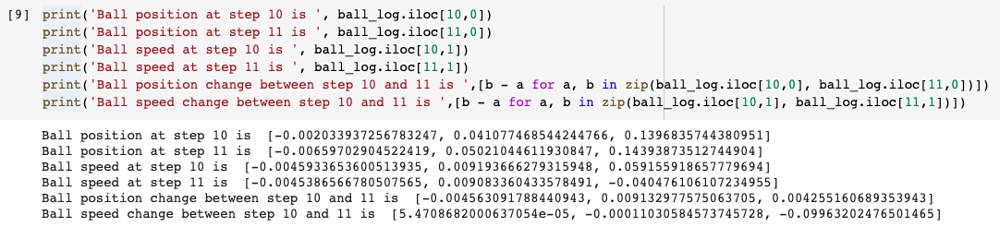 [9] print('Ball position at step 10 is ', ball_log.iloc[10,0])
print('Ball position at step 11 is ', ball_log.iloc[11,0])
print('Ball speed at step 10 is ', ball_log.iloc[10,1])
print('Ball speed at step 11 is ', ball_log.iloc[11,1])
print('Ball position change between step 10 and 11 is ',[b - a for a, b in zip(ball_log.iloc[10,0], ball_log.iloc[11,0])])
print('Ball speed change between step 10 and 11 is ',[b - a for a, b in zip(ball_log.iloc[10,1], ball_log.iloc[11,1])])
Ball position at step 10 is  [-0.002033937256783247, 0.041077468544244766, 0.1396835744380951]
Ball position at step 11 is  [-0.00659702904522419, 0.05021044611930847, 0.14393873512744904]
Ball speed at step 10 is  [-0.0045933653600513935, 0.009193666279315948, 0.059155918657779694]
Ball speed at step 11 is  [-0.0045386566780507565, 0.009083360433578491, -0.040476106107234955]
Ball position change between step 10 and 11 is  [-0.004563091788440943, 0.009132977575063705, 0.004255160689353943]
Ball speed change between step 10 and 11 is  [5.4708682000637054e-05, -0.00011030584573745728, -0.09963202476501465]